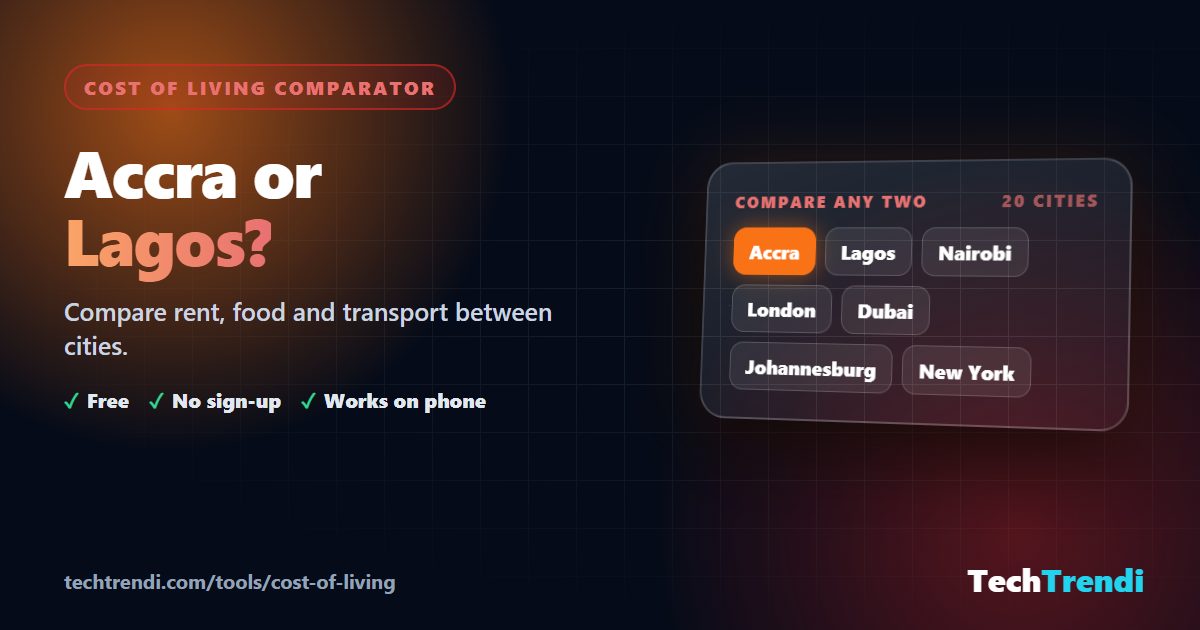 COST OF LIVING COMPARATOR
Accra or
Lagos?
Compare rent, food and transport between
cities.
✓ Free ✓ No sign-up ✓ Works on phone
COMPARE ANY TWO 20 CITIES
Accra Lagos Nairobi
London Dubai
Johannesburg New York
techtrendi.com/tools/cost-of-living
TechTrendi